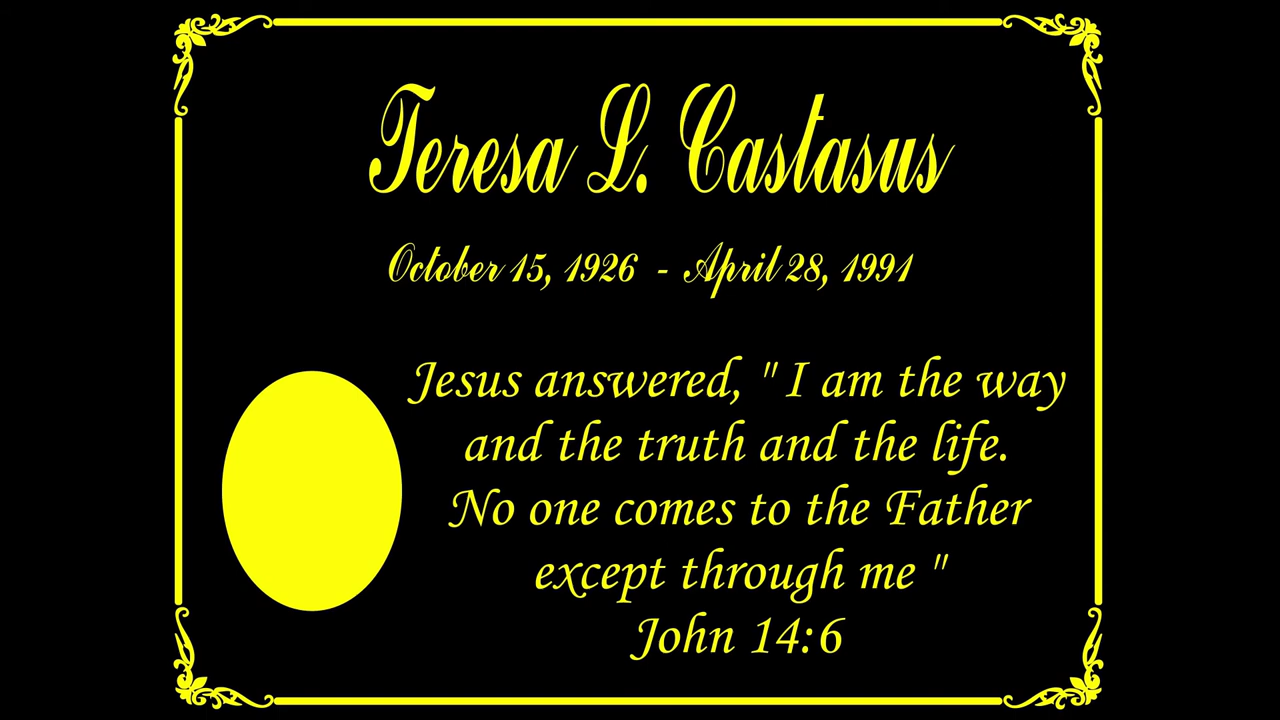 Teresa L. Castasus
October 15, 1926 - April 28, 1991
Jesus answered, " I am the way
and the truth and the life.
No one comes to the Father
except through me "
John 14:6